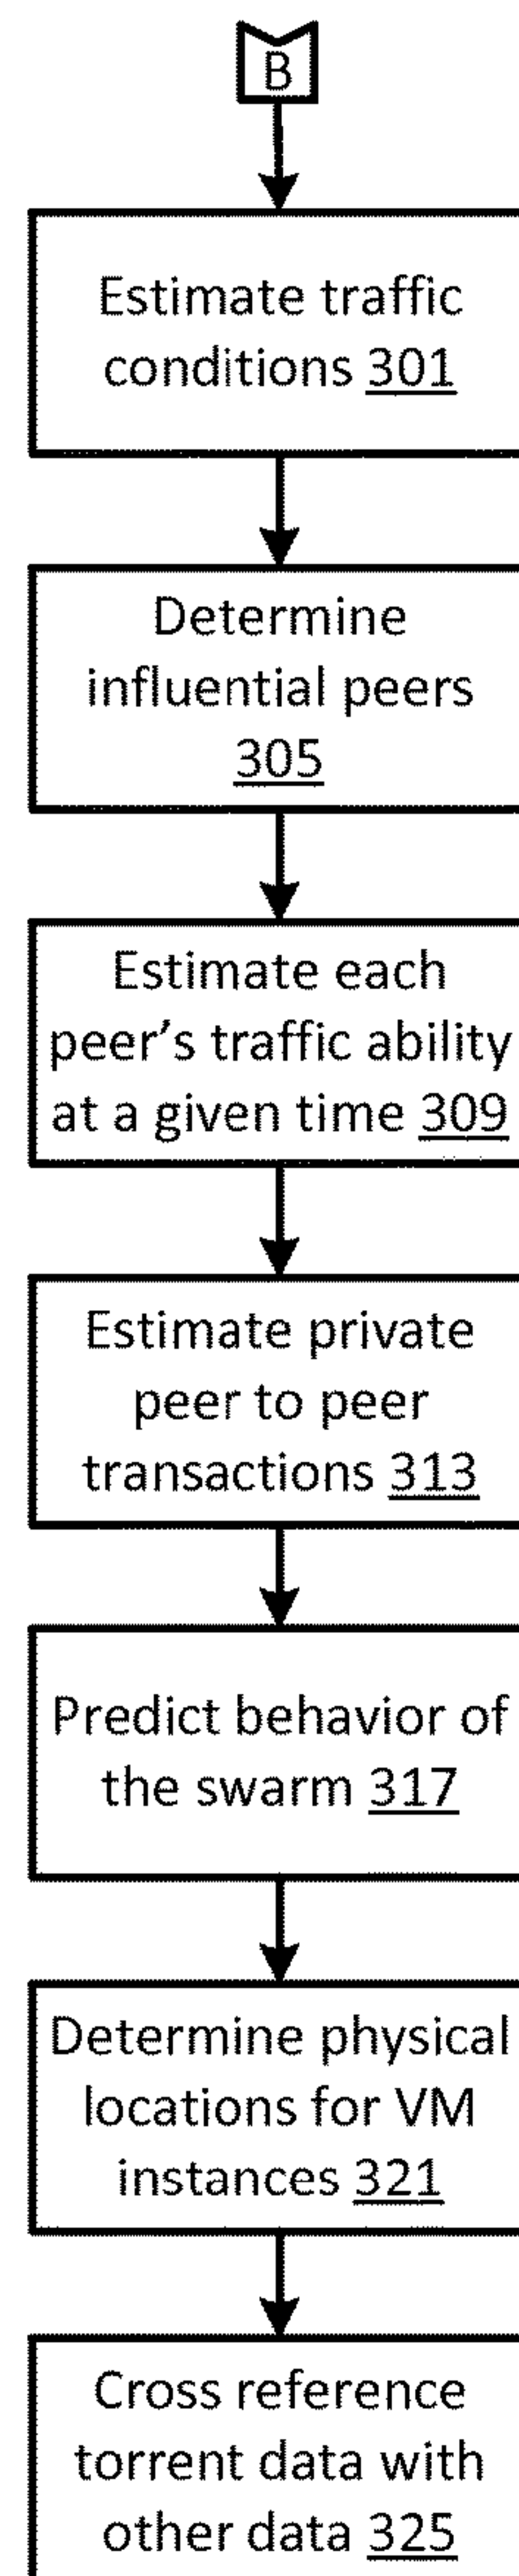 B
Estimate traffic
conditions 301
Determine
influential peers
305
Estimate each
peer’s traffic ability
at a given time 309
Estimate private
peer to peer
transactions 313
Predict behavior of
the swarm 317
Determine physical
locations for VM
instances 321
Cross reference
torrent data with
other data 325